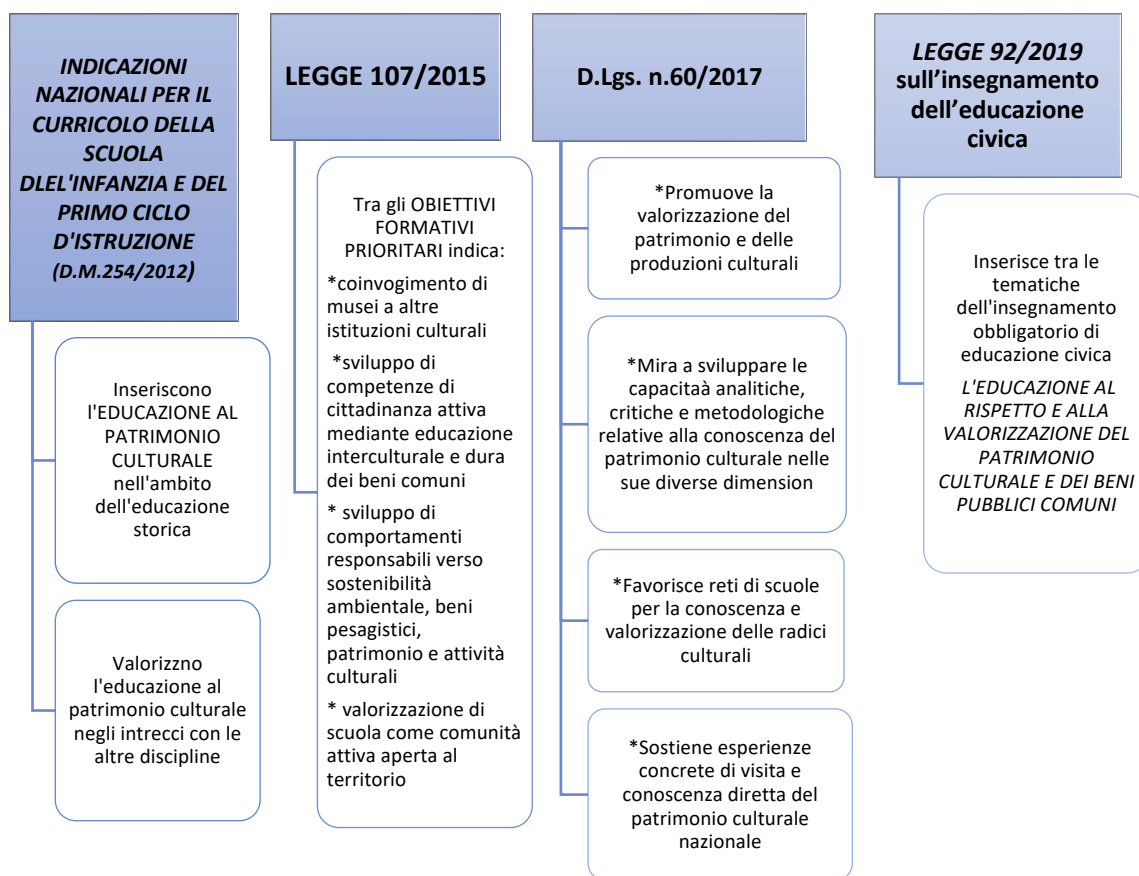 INDICAZIONI
NAZIONALI PER IL
CURRICOLO DELLA
SCUOLA
DLEL'INFANZIA E DEL
PRIMO CICLO
D'ISTRUZIONE
(D.M.254/2012)
Inseriscono
l'EDUCAZIONE AL
PATRIMONIO
CULTURALE
nell'ambito
dell'educazione
storica
Valorizzno
l'educazione al
patrimonio culturale
negli intrecci con le
altre discipline
LEGGE 107/2015
Tra gli OBIETTIVI
FORMATIVI
PRIORITARI indica:
*coinvogimento di
musei a altre
istituzioni culturali
*sviluppo di
competenze di
cittadinanza attiva
mediante educazione
interculturale e dura
dei beni comuni
* sviluppo di
comportamenti
responsabili verso
sostenibilità
ambientale, beni
pesagistici,
patrimonio e attività
culturali
* valorizzazione di
scuola come comunità
attiva aperta al
territorio
D.Lgs. n.60/2017
*Promuove la
valorizzazione del
patrimonio e delle
produzioni culturali
*Mira a sviluppare le
capacitaà analitiche,
critiche e metodologiche
relative alla conoscenza del
patrimonio culturale nelle
sue diverse dimension
*Favorisce reti di scuole
per la conoscenza e
valorizzazione delle radici
culturali
*Sostiene esperienze
concrete di visita e
conoscenza diretta del
patrimonio culturale
nazionale
LEGGE 92/2019
sull'insegnamento
dell'educazione
civica
Inserisce tra le
tematiche
dell'insegnamento
obbligatorio di
educazione civica
L'EDUCAZIONE AL
RISPETTO E ALLA
VALORIZZAZIONE DEL
PATRIMONIO
CULTURALE E DEI BENI
PUBBLICI COMUNI